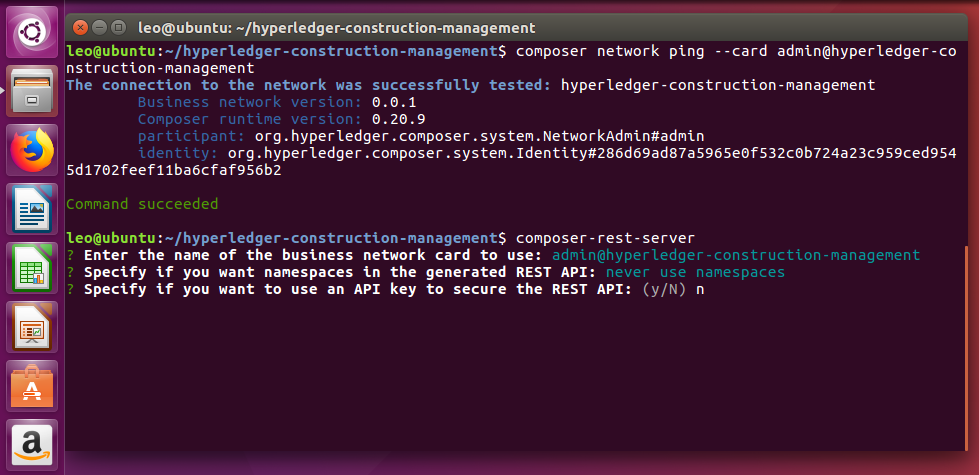 leo@ubuntu: ~/hyperledger-construction-management
leo@ubuntu:~/hyperledger-construction-management$ composer network ping --card admin@hyperledger-co
nstruction-management
The connection to the network was successfully tested: hyperledger-construction-management
Business network version: 0.0.1
Composer runtime version: 0.20.9
participant: org.hyperledger.composer.system.NetworkAdmin#admin
identity: org.hyperledger.composer.system.Identity#286d69ad87a5965e0f532c0b724a23c959ced954
5d1702feef11ba6cfaf956b2
Command succeeded
leo@ubuntu:~/hyperledger-construction-management$ composer-rest-server
? Enter the name of the business network card to use: admin@hyperledger-construction-management
? Specify if you want namespaces in the generated REST API: never use namespaces
? Specify if you want to use an API key to secure the REST API: (y/N) n